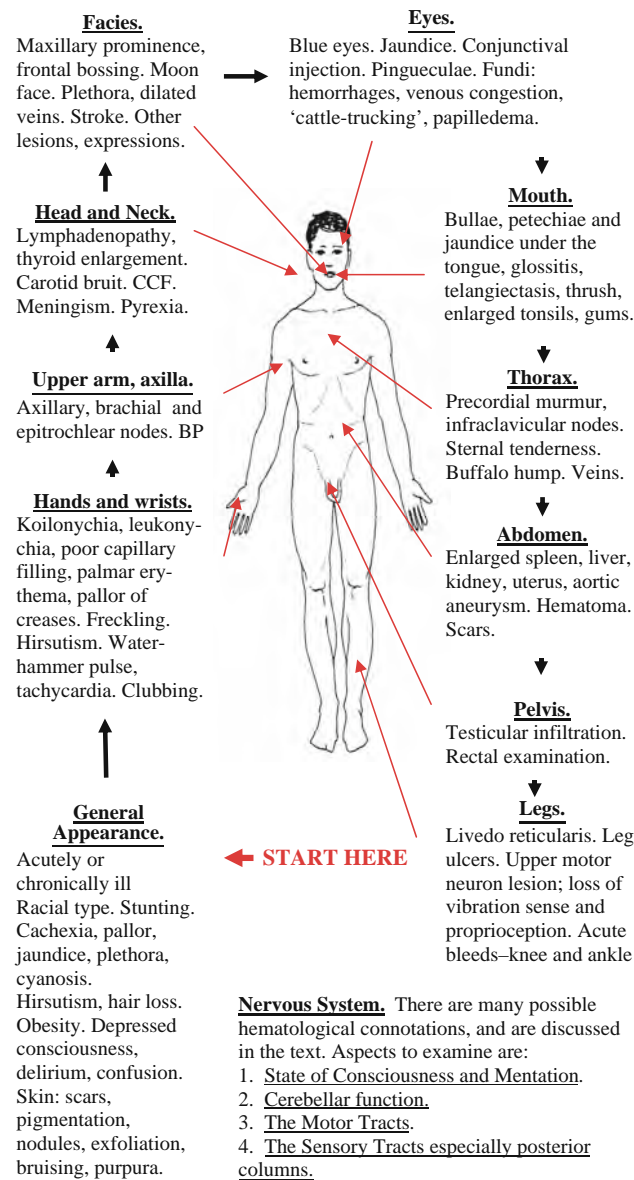 Facies.
Maxillary prominence,
frontal bossing. Moon
face. Plethora, dilated
veins. Stroke. Other
lesions, expressions.
Eyes.
Blue eyes. Jaundice. Conjunctival
injection. Pingueculae. Fundi:
hemorrhages, venous congestion,
‘cattle-trucking’, papilledema.
Head and Neck.
Lymphadenopathy,
thyroid enlargement.
Carotid bruit. CCF.
Meningism. Pyrexia.
Mouth.
Bullae, petechiae and
jaundice under the
tongue, glossitis,
telangiectasis, thrush,
enlarged tonsils, gums.
Upper arm, axilla.
Axillary, brachial and
epitrochlear nodes. BP
Thorax.
Precordial murmur,
infraclavicular nodes.
Sternal tenderness.
Buffalo hump. Veins.
Hands and wrists.
Koilonychia, leukony-
chia, poor capillary
filling, palmar ery-
thema, pallor of
creases. Freckling.
Hirsutism. Water-
hammer pulse,
tachycardia. Clubbing.
Abdomen.
Enlarged spleen, liver,
kidney, uterus, aortic
aneurysm. Hematoma.
Scars.
Pelvis.
Testicular infiltration.
Rectal examination.
General
Appearance.
Acutely or
chronically ill
Racial type. Stunting.
Cachexia, pallor,
jaundice, plethora,
cyanosis.
Hirsutism, hair loss.
Obesity. Depressed
consciousness,
delirium, confusion.
Skin: scars,
pigmentation,
nodules, exfoliation,
bruising, purpura.
START HERE
Legs.
Livedo reticularis. Leg
ulcers. Upper motor
neuron lesion; loss of
vibration sense and
proprioception. Acute
bleeds–knee and ankle
Nervous System. There are many possible
hematological connotations, and are discussed
in the text. Aspects to examine are:
1. State of Consciousness and Mentation.
2. Cerebellar function.
3. The Motor Tracts.
4. The Sensory Tracts especially posterior
columns.